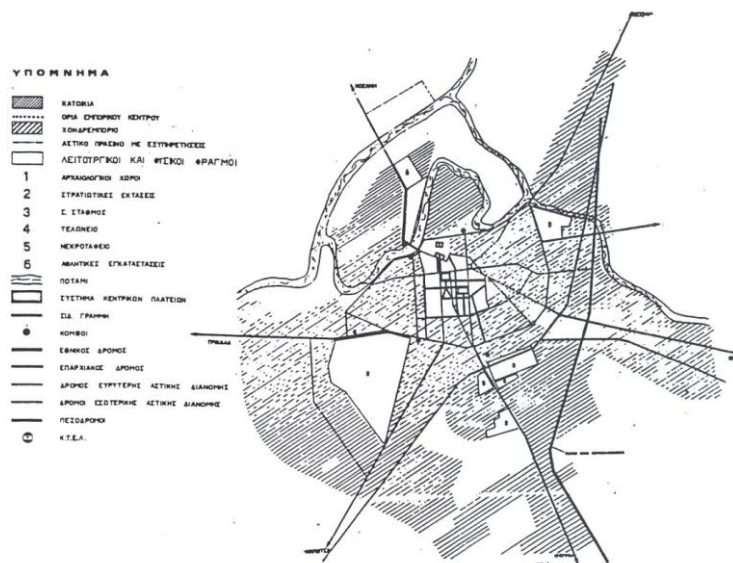 ΥΠΟΜΝΗΜΑ
ΚΑΤΟΙΚΙΑ
ΟΡΙΑ ΕΜΠΟΡΙΚΟΥ ΚΕΝΤΡΟΥ
ΧΟΝΔΡΕΜΠΟΡΙΟ
ΑΣΤΙΚΟ ΠΡΑΣΙΝΟ ΜΕ ΕΞΥΠΗΡΕΤΗΣΕΙΣ
ΛΕΙΤΟΥΡΓΙΚΟΙ ΚΑΙ ΦΥΣΙΚΟΙ ΦΡΑΓΜΟΙ
1 ΑΡΧΑΙΟΛΟΓΙΚΟΙ ΧΩΡΟΙ
2 ΣΤΡΑΤΙΩΤΙΚΕΣ ΕΚΤΑΣΕΙΣ
3 Σ. ΣΤΑΘΜΟΣ
4 ΤΕΛΩΝΕΙΟ
5 ΝΕΚΡΟΤΑΦΕΙΟ
6 ΑΘΛΗΤΙΚΕΣ ΕΓΚΑΤΑΣΤΑΣΕΙΣ
ΠΟΤΑΜΙ
ΣΥΣΤΗΜΑ ΚΕΝΤΡΙΚΩΝ ΠΛΑΤΕΙΩΝ
ΣΙΔ. ΓΡΑΜΜΗ
ΚΟΜΒΟΙ
ΕΘΝΙΚΟΣ ΔΡΟΜΟΣ
ΕΠΑΡΧΙΑΚΟΣ ΔΡΟΜΟΣ
ΔΡΟΜΟΣ ΕΥΡΥΤΕΡΗΣ ΑΣΤΙΚΗΣ ΔΙΑΝΟΜΗΣ
ΔΡΟΜΟΙ ΕΣΩΤΕΡΙΚΗΣ ΑΣΤΙΚΗΣ ΔΙΑΝΟΜΗΣ
ΠΕΖΟΔΡΟΜΟΙ
Κ.Τ.Ε.Λ.
ΚΟΖΑΝΗ
ΤΡΙΚΑΛΑ